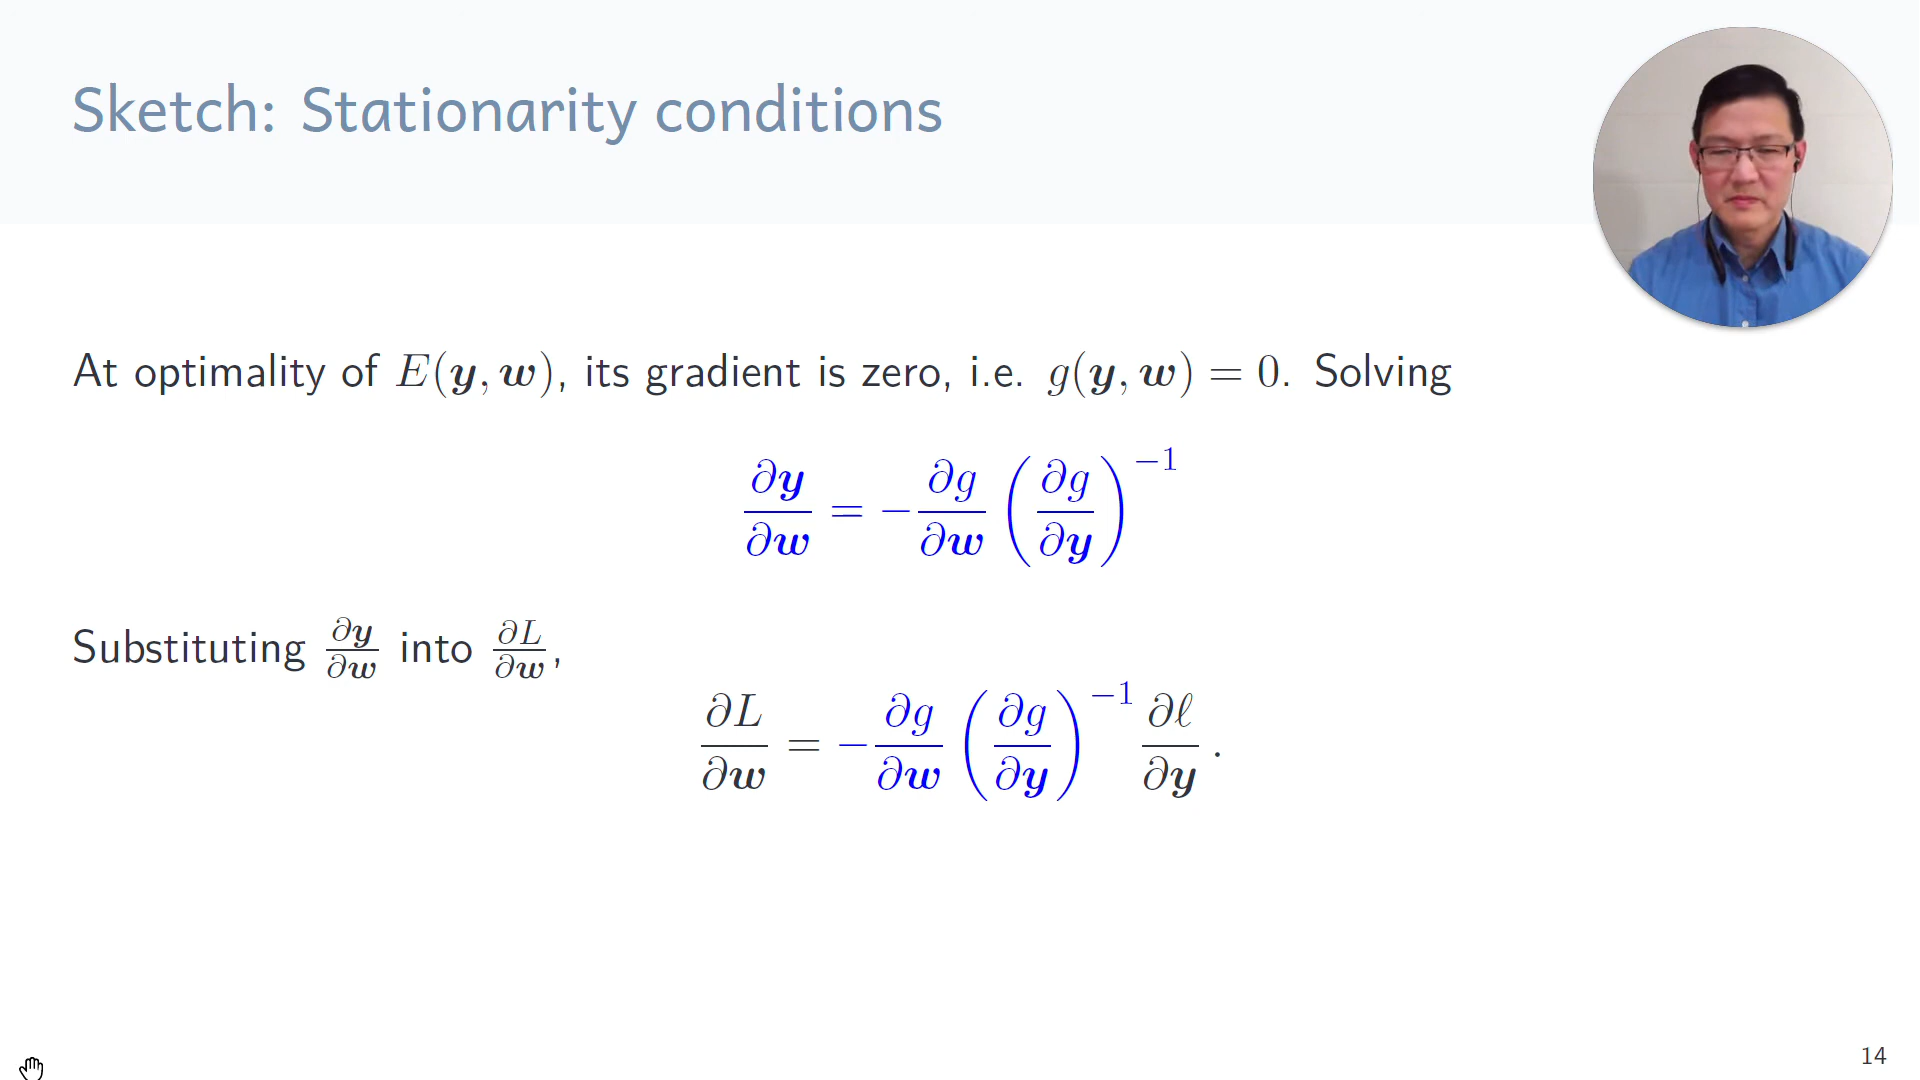 Sketch: Stationarity conditions
At optimality of E(y, w), its gradient is zero, i.e. g(y, w) = 0. Solving
∂y/∂w = −∂g/∂w (∂g/∂y)^−1
Substituting ∂y/∂w into ∂L/∂w,
∂L/∂w = −∂g/∂w (∂g/∂y)^−1 ∂ℓ/∂y .
14